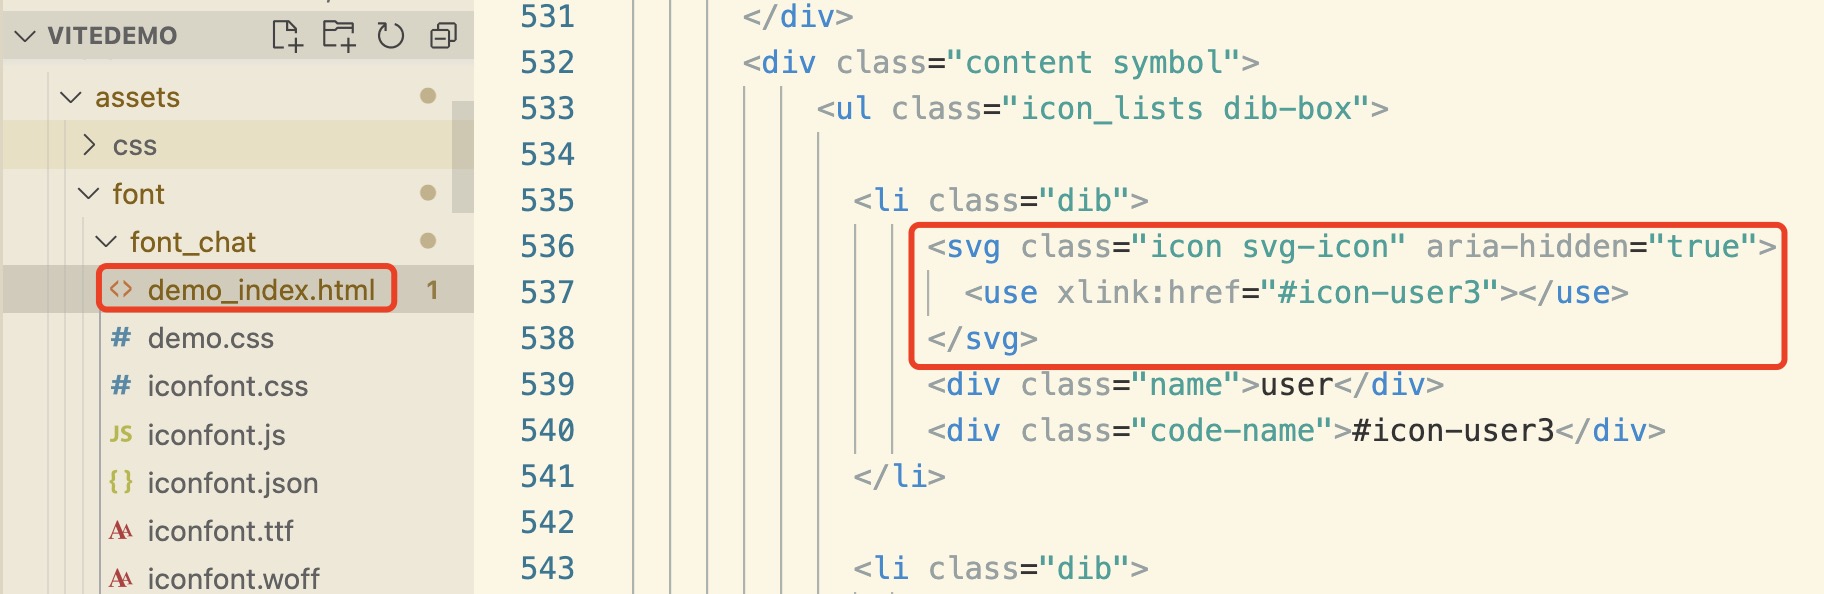 VITEDEMO
assets
css
font
font_chat
<> demo_index.html 1
# demo.css
# iconfont.css
JS iconfont.js
{ } iconfont.json
AA iconfont.ttf
AA iconfont.woff
531 </div>
532 <div class="content symbol">
533 <ul class="icon_lists dib-box">
534
535 <li class="dib">
536 <svg class="icon svg-icon" aria-hidden="true">
537 <use xlink:href="#icon-user3"></use>
538 </svg>
539 <div class="name">user</div>
540 <div class="code-name">#icon-user3</div>
541 </li>
542
543 <li class="dib">